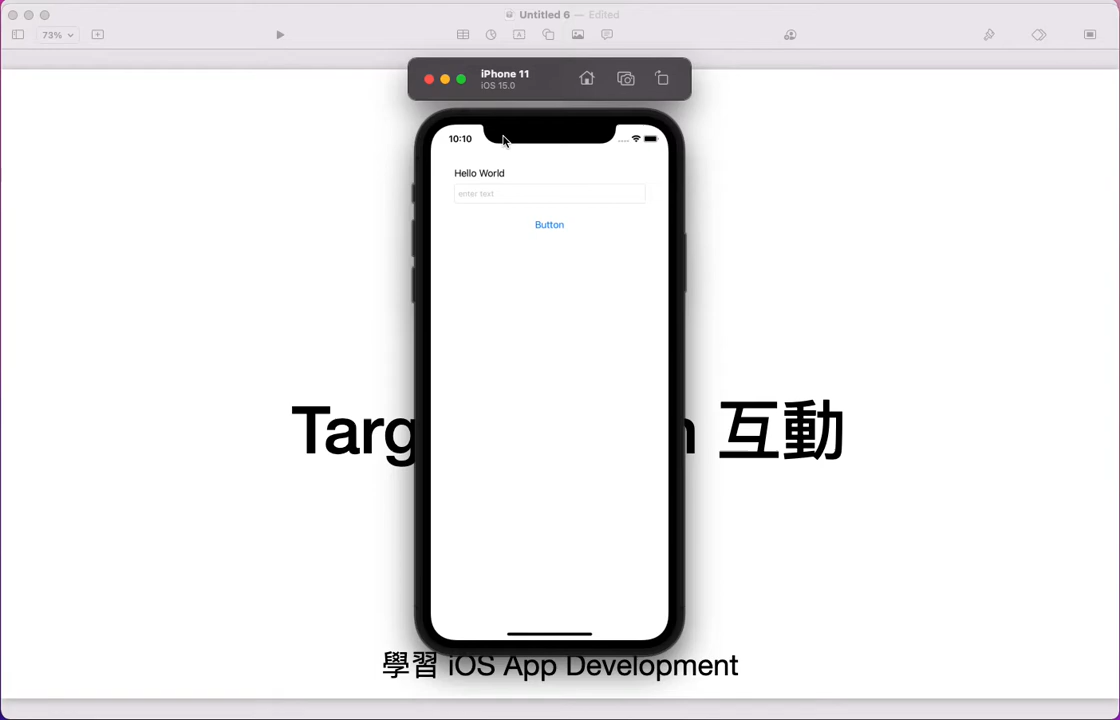 Untitled 6 — Edited
73%
iPhone 11
iOS 15.0
10:10
Hello World
enter text
Button
Targ
n 互動
學習 iOS App Development